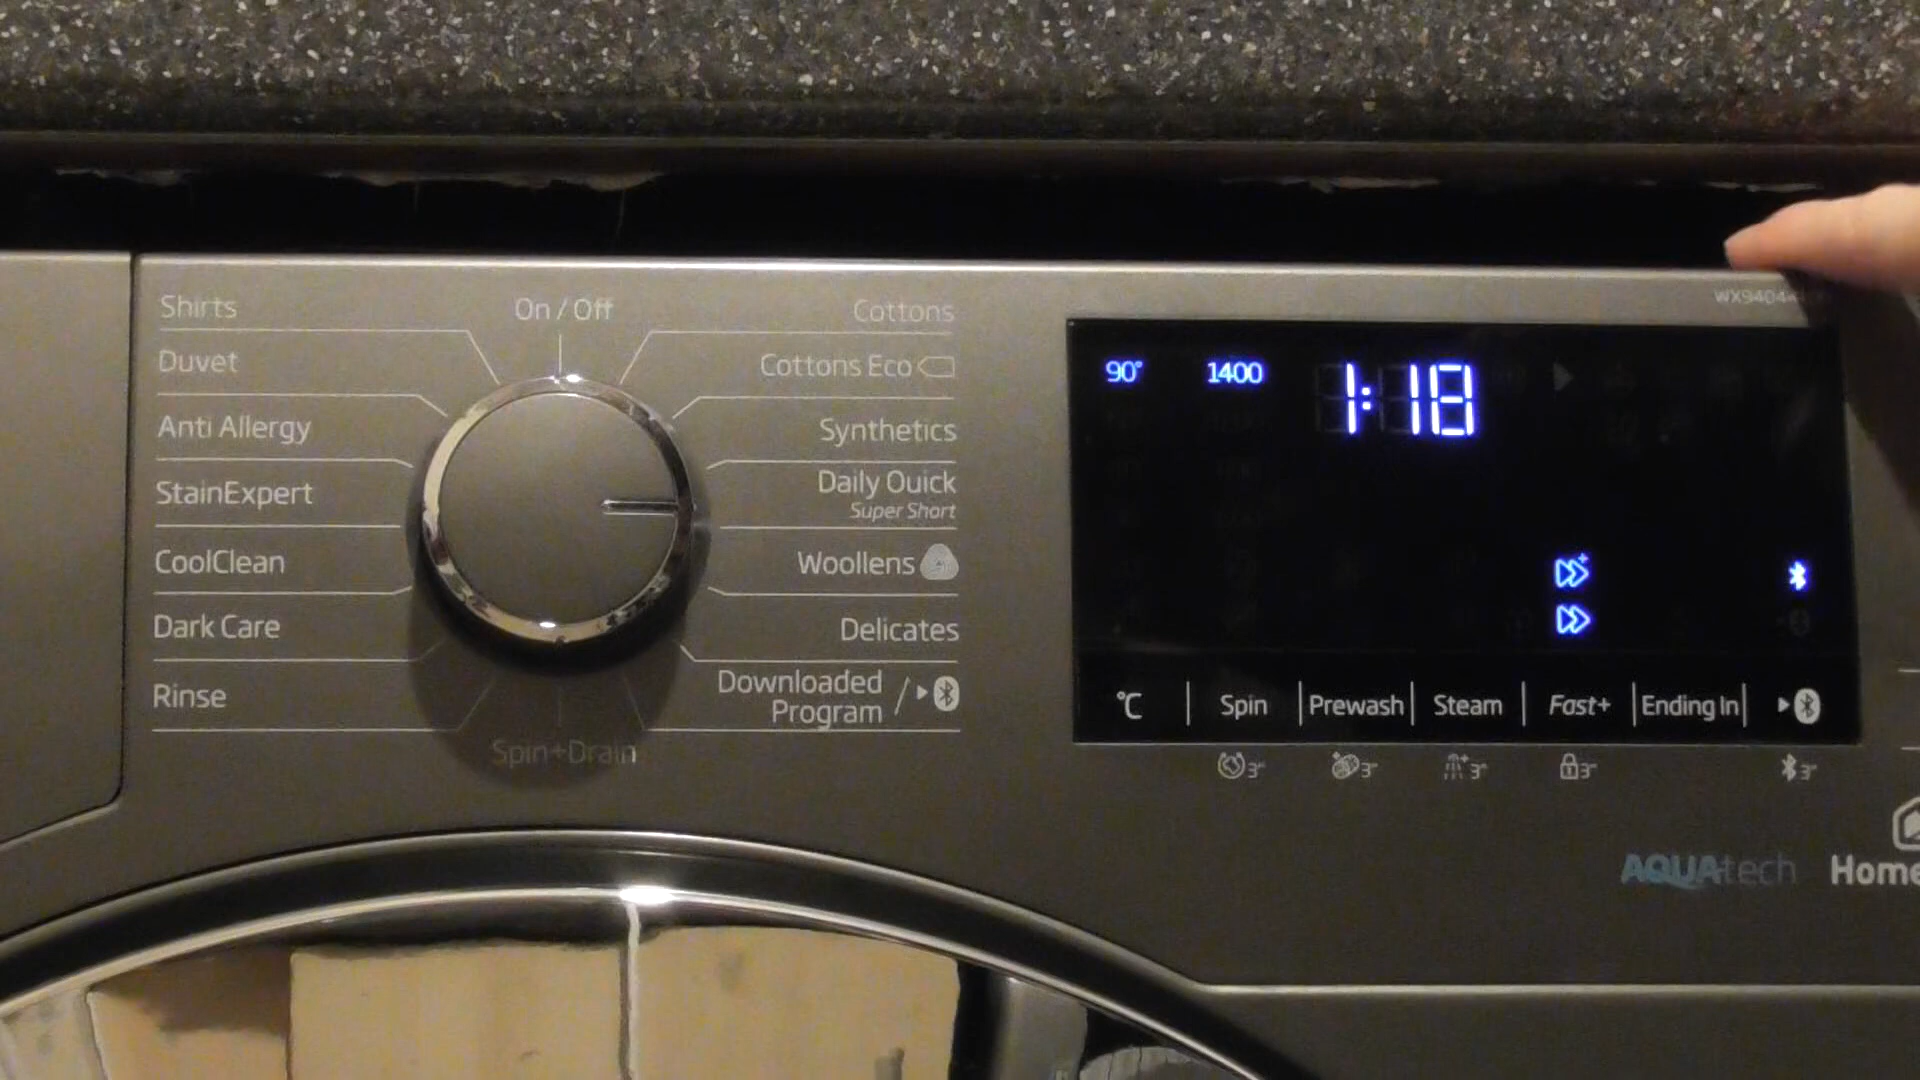 Shirts
Duvet
Anti Allergy
StainExpert
CoolClean
Dark Care
Rinse
On / Off
Spin+Drain
Cottons
Cottons Eco
Synthetics
Daily Quick
Super Short
Woollens
Delicates
Downloaded
Program /
90° 1400 1:18
°C Spin Prewash Steam Fast+ Ending In
3" 3" 3" 3" 3"
AQUAtech Home